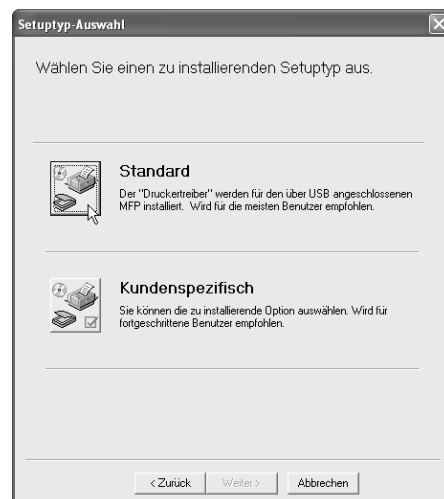 Setuptyp-Auswahl
Wählen Sie einen zu installierenden Setuptyp aus.
Standard
Der "Druckertreiber" werden für den über USB angeschlossenen
MFP installiert. Wird für die meisten Benutzer empfohlen.
Kundenspezifisch
Sie können die zu installierende Option auswählen. Wird für
fortgeschrittene Benutzer empfohlen.
< Zurück
Weiter >
Abbrechen